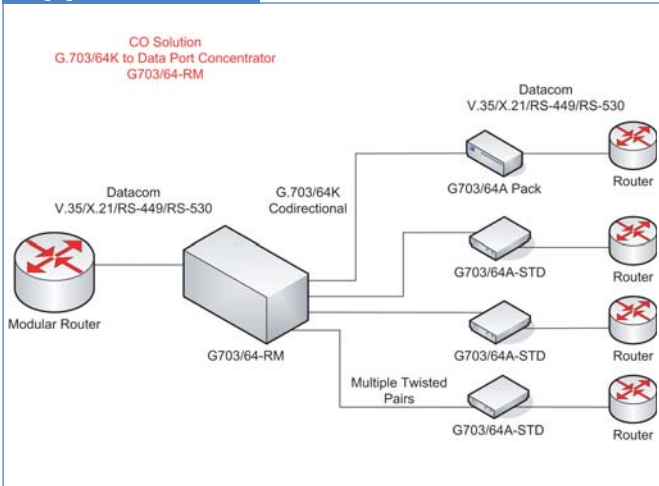 CO Solution
G.703/64K to Data Port Concentrator
G703/64-RM
Datacom
V.35/X.21/RS-449/RS-530
G703/64A Pack
Router
Datacom
V.35/X.21/RS-449/RS-530
G.703/64K
Codirectional
Modular Router
G703/64-RM
G703/64A-STD
Router
G703/64A-STD
Router
Multiple Twisted
Pairs
G703/64A-STD
Router